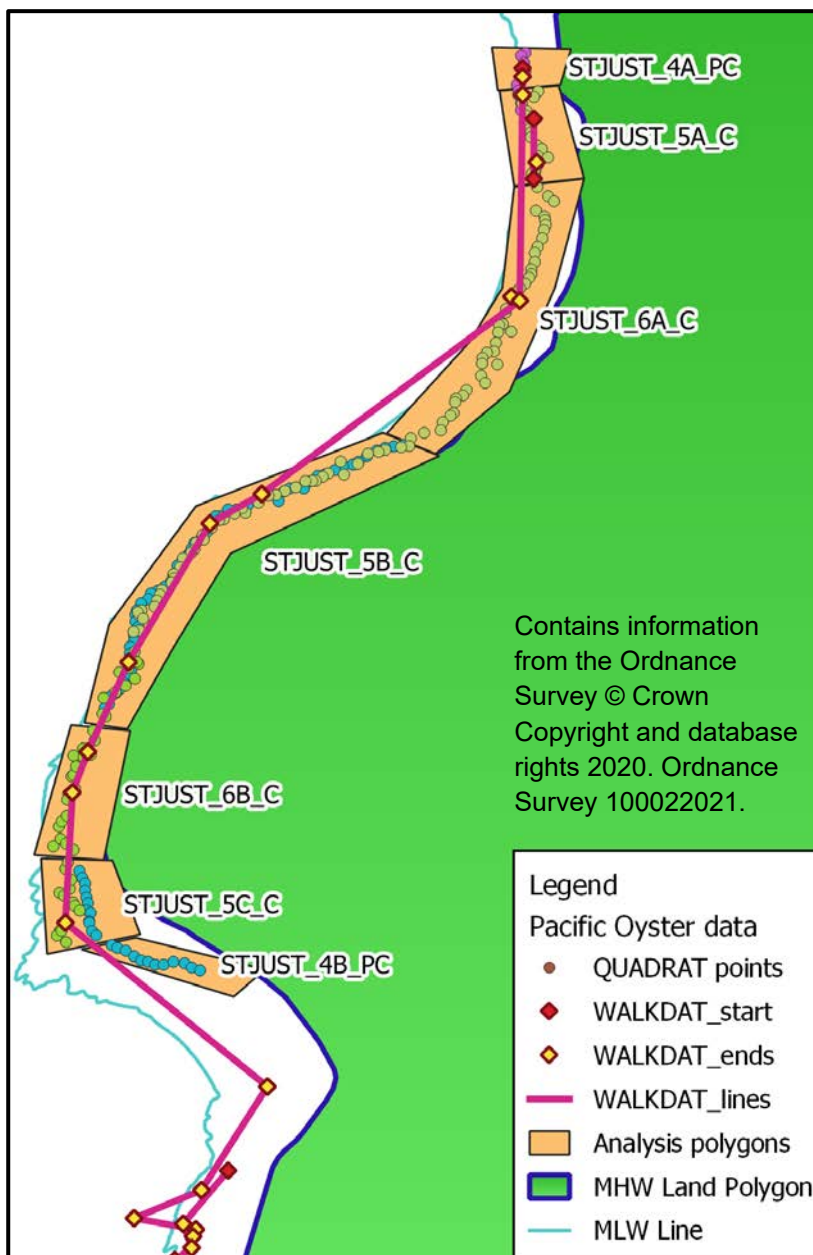 STJUST_4A_PC
STJUST_5A_C
STJUST_6A_C
STJUST_5B_C
Contains information
from the Ordnance
Survey © Crown
Copyright and database
rights 2020. Ordnance
Survey 100022021.
STJUST_6B_C
STJUST_5C_C
STJUST_4B_PC
Legend
Pacific Oyster data
QUADRAT points
WALKDAT_start
WALKDAT_ends
WALKDAT_lines
Analysis polygons
MHW Land Polygon
MLW Line